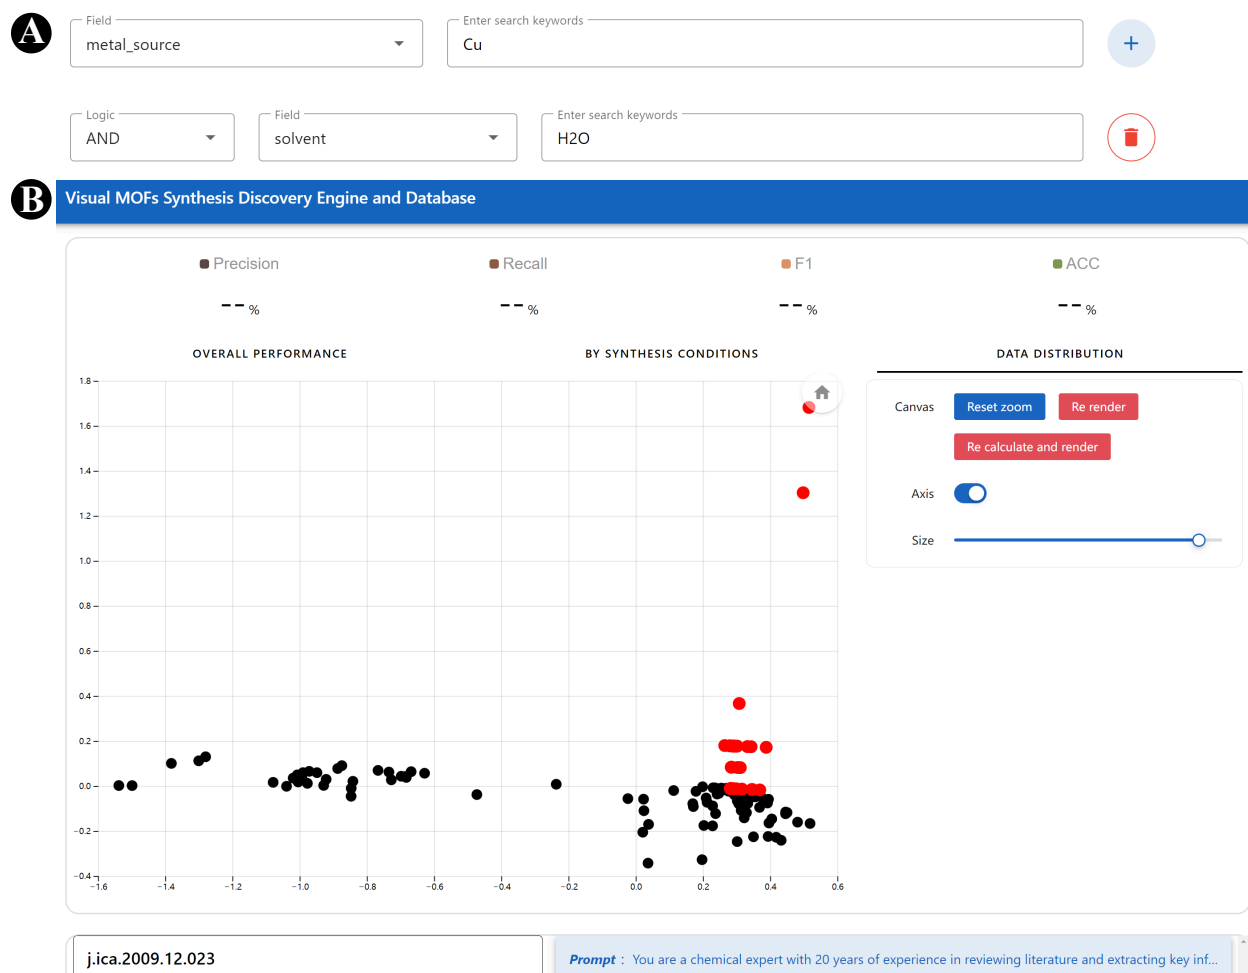 A
Field
metal_source
Enter search keywords
Cu
+
Logic
AND
Field
solvent
Enter search keywords
H2O
B
Visual MOFs Synthesis Discovery Engine and Database
Precision Recall F1 ACC
--% --% --% --%
OVERALL PERFORMANCE BY SYNTHESIS CONDITIONS DATA DISTRIBUTION
1.8
1.6
1.4
1.2
1.0
0.8
0.6
0.4
0.2
0.0
−0.2
−0.4
−1.6 −1.4 −1.2 −1.0 −0.8 −0.6 −0.4 −0.2 0.0 0.2 0.4 0.6
Canvas Reset zoom Re render
Re calculate and render
Axis
Size
j.ica.2009.12.023
Prompt : You are a chemical expert with 20 years of experience in reviewing literature and extracting key inf...